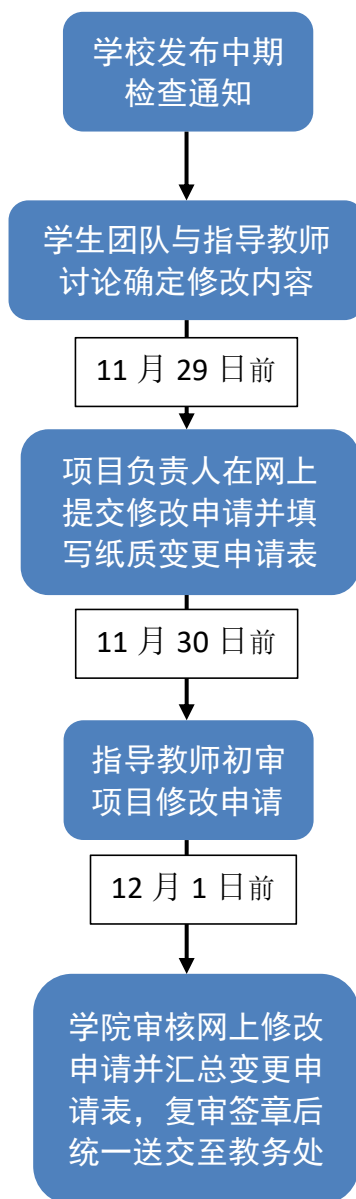 学校发布中期
检查通知
学生团队与指导教师
讨论确定修改内容
11 月 29 日前
项目负责人在网上
提交修改申请并填
写纸质变更申请表
11 月 30 日前
指导教师初审
项目修改申请
12 月 1 日前
学院审核网上修改
申请并汇总变更申
请表，复审签章后
统一送交至教务处